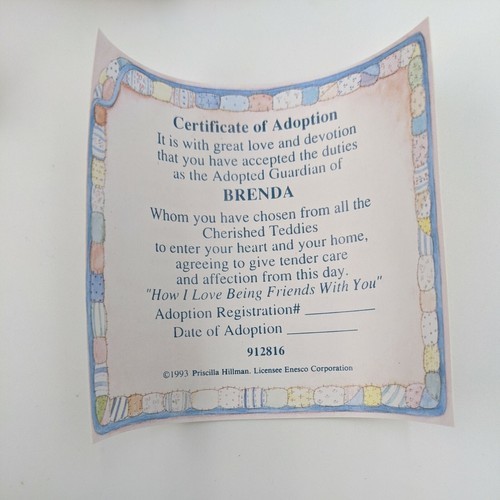 Certificate of Adoption
It is with great love and devotion
that you have accepted the duties
as the Adopted Guardian of
BRENDA
Whom you have chosen from all the
Cherished Teddies
to enter your heart and your home,
agreeing to give tender care
and affection from this day.
"How I Love Being Friends With You"
Adoption Registration# __________
Date of Adoption __________
912816
©1993 Priscilla Hillman. Licensee Enesco Corporation